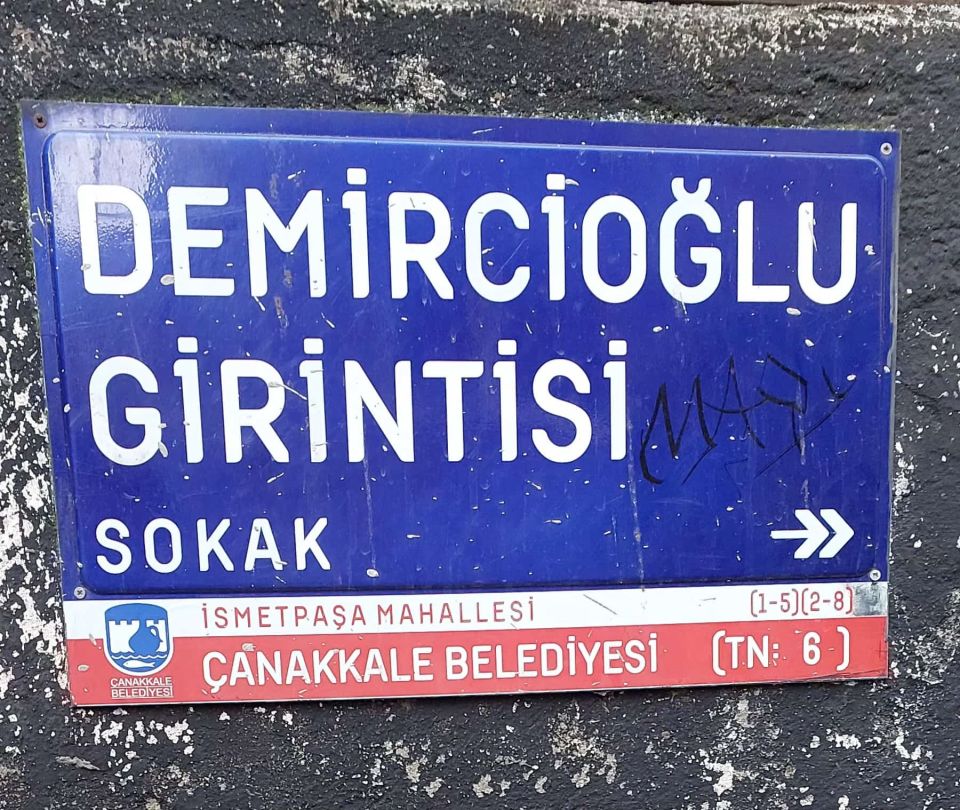 DEMİRCİOĞLU
GİRİNTİSİ
SOKAK
İSMETPAŞA MAHALLESİ (1-5)(2-8)
ÇANAKKALE BELEDİYESİ (TN: 6)
ÇANAKKALE
BELEDİYESİ